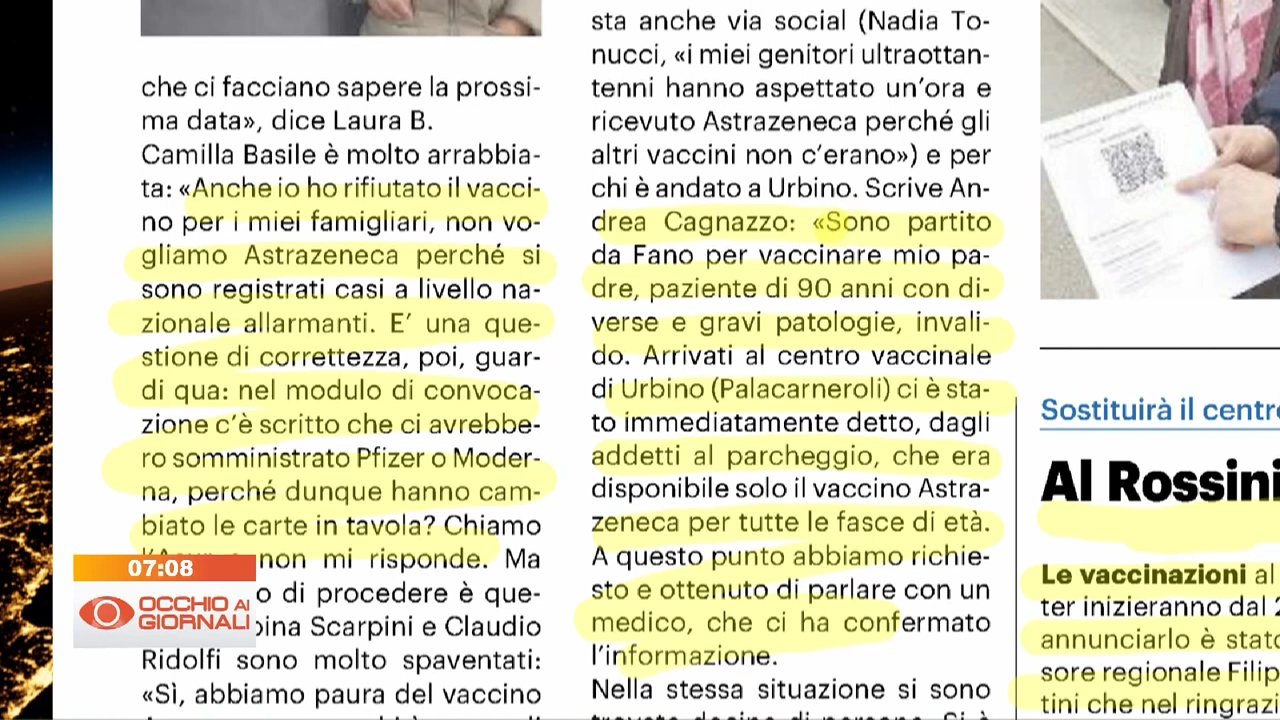 che ci facciano sapere la prossi-
ma data», dice Laura B.
Camilla Basile è molto arrabbia-
ta: «Anche io ho rifiutato il vacci-
no per i miei famigliari, non vo-
gliamo Astrazeneca perché si
sono registrati casi a livello na-
zionale allarmanti. E' una que-
stione di correttezza, poi, guar-
di qua: nel modulo di convoca-
zione c'è scritto che ci avrebbe-
ro somministrato Pfizer o Moder-
na, perché dunque hanno cam-
biato le carte in tavola? Chiamo
non mi risponde. Ma
o di procedere è que-
Scarpini e Claudio
Ridolfi sono molto spaventati:
«Sì, abbiamo paura del vaccino
07:08
OCCHIO AI
GIORNALI
sta anche via social (Nadia To-
nucci, «i miei genitori ultraottan-
tenni hanno aspettato un'ora e
ricevuto Astrazeneca perché gli
altri vaccini non c'erano») e per
chi è andato a Urbino. Scrive An-
drea Cagnazzo: «Sono partito
da Fano per vaccinare mio pa-
dre, paziente di 90 anni con di-
verse e gravi patologie, invali-
do. Arrivati al centro vaccinale
di Urbino (Palacarneroli) ci è sta-
to immediatamente detto, dagli
addetti al parcheggio, che era
disponibile solo il vaccino Astra-
zeneca per tutte le fasce di età.
A questo punto abbiamo richie-
sto e ottenuto di parlare con un
medico, che ci ha confermato
l'informazione.
Nella stessa situazione si sono
Sostituirà il centr
Al Rossini
Le vaccinazioni al
ter inizieranno dal 2
annunciarlo è stato
sore regionale Filip
tini che nel ringrazi